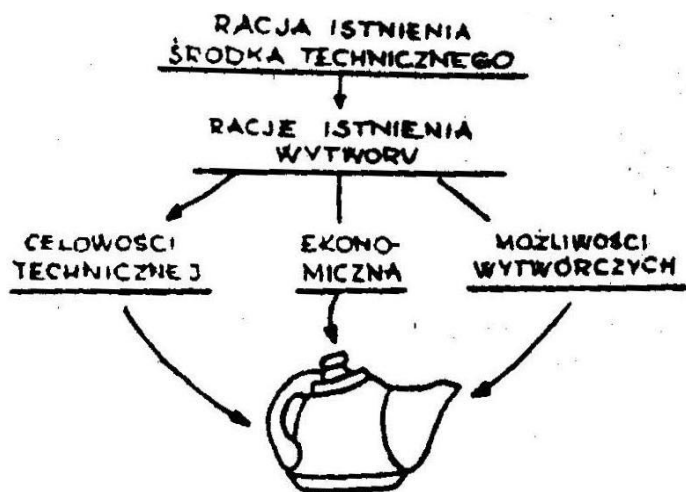 RACJA ISTNIENIA
ŚRODKA TECHNICZNEGO
RACJE ISTNIENIA
WYTWORU
CELOWOŚCI
TECHNICZNEJ
EKONO-
MICZNA
MOŻLIWOŚCI
WYTWÓRCZYCH